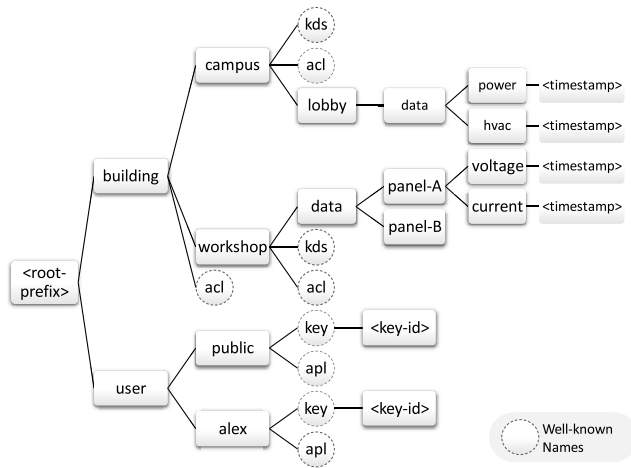 kds
campus
acl
lobby
data
power
<timestamp>
hvac
<timestamp>
building
voltage
<timestamp>
panel-A
data
current
<timestamp>
panel-B
workshop
kds
<root-
prefix>
acl
acl
public
key
<key-id>
apl
user
alex
key
<key-id>
apl
Well-known
Names